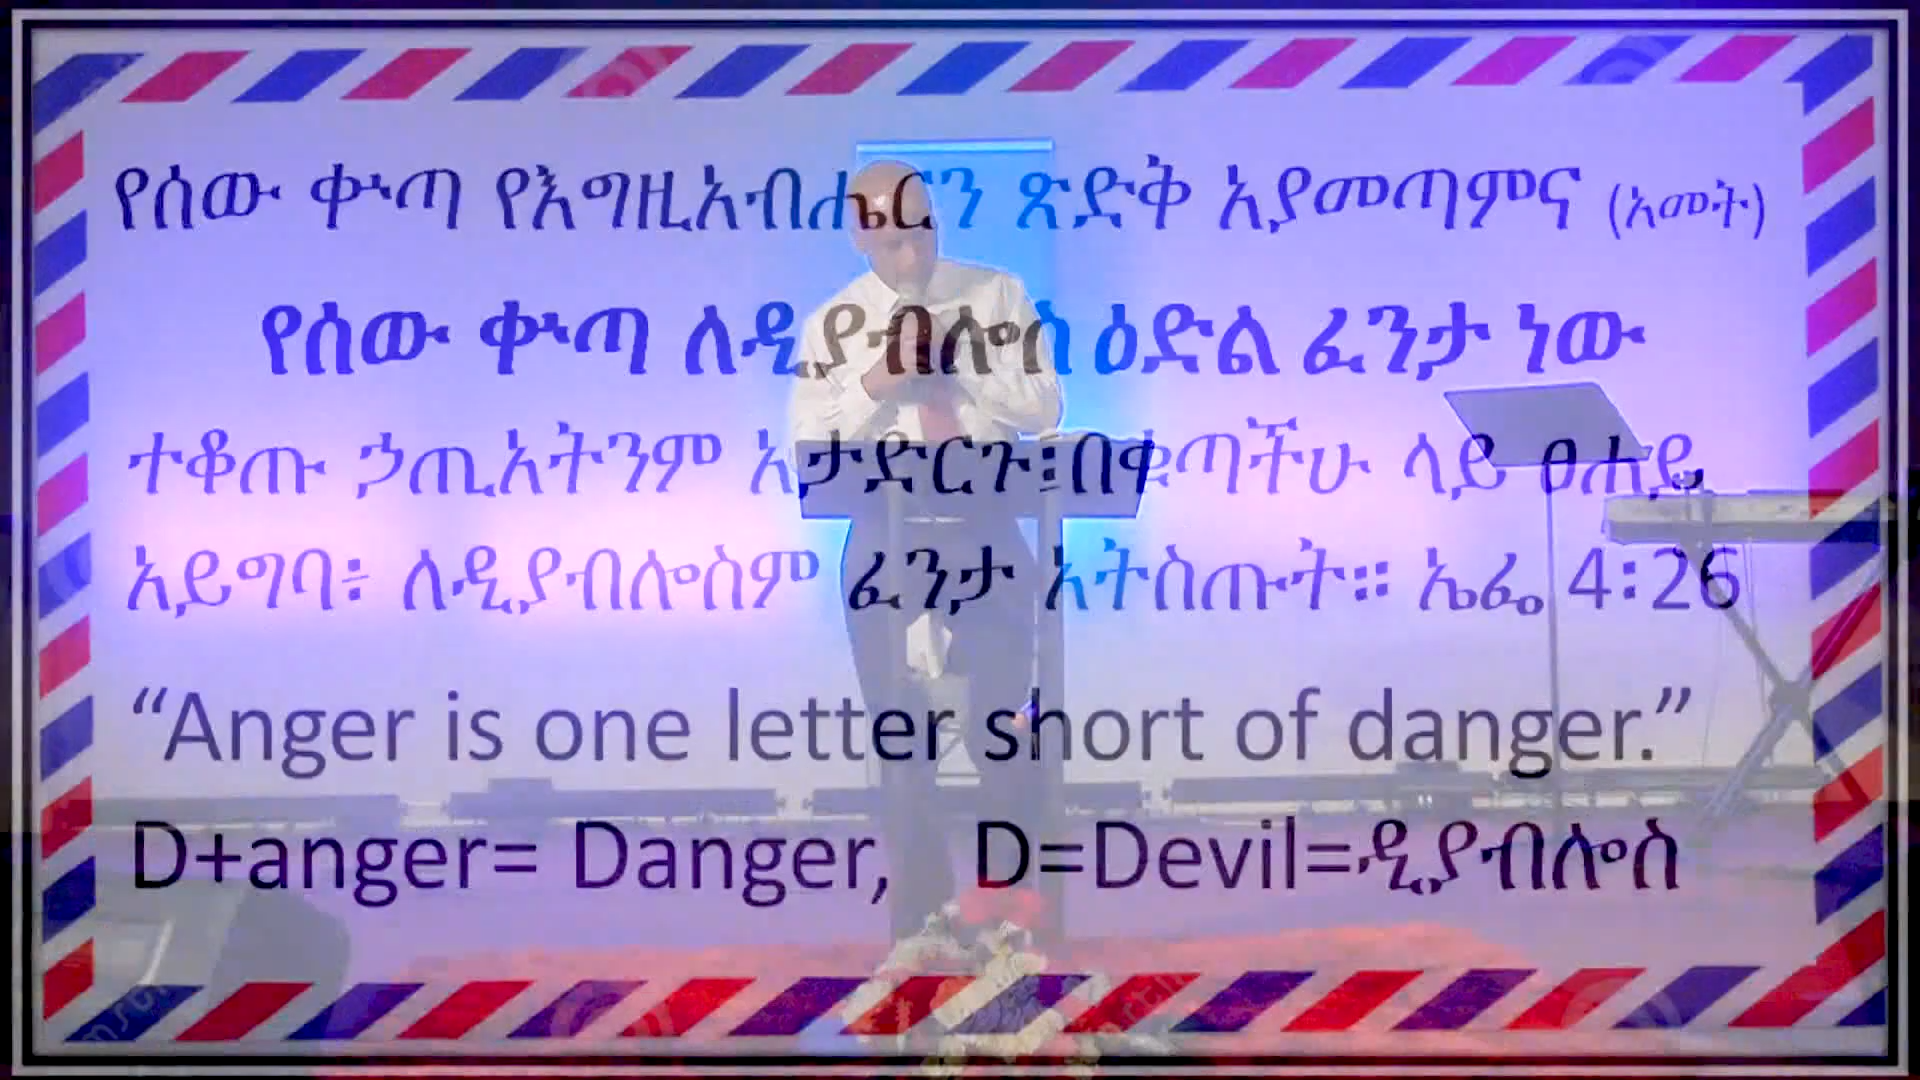 የሰው ቍጣ የእግዚአብሔርን ጽድቅ አያመጣምና (አመት)
የሰው ቍጣ ለዲያብሎስ ዕድል ፈንታ ነው
ተቆጡ ኃጢአትንም አታድርጉ፤በቁጣችሁ ላይ ፀሐይ
አይግባ፥ ለዲያብሎስም ፈንታ አትስጡት። ኤፌ 4፡26
“Anger is one letter short of danger.”
D+anger= Danger, D=Devil=ዲያብሎስ